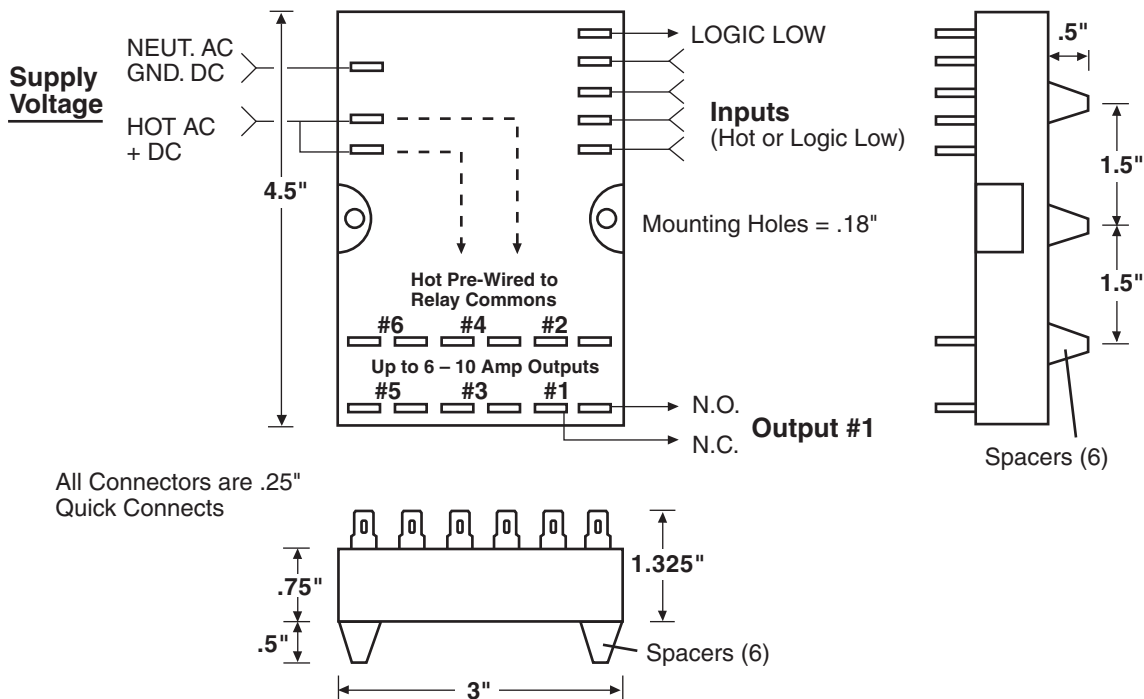 NEUT. AC
GND. DC
Supply
Voltage
HOT AC
+ DC
4.5"
LOGIC LOW
Inputs
(Hot or Logic Low)
Mounting Holes = .18"
Hot Pre-Wired to
Relay Commons
#6 #4 #2
Up to 6 – 10 Amp Outputs
#5 #3 #1
N.O.
Output #1
N.C.
.5"
1.5"
1.5"
Spacers (6)
All Connectors are .25"
Quick Connects
.75"
.5"
1.325"
Spacers (6)
3"